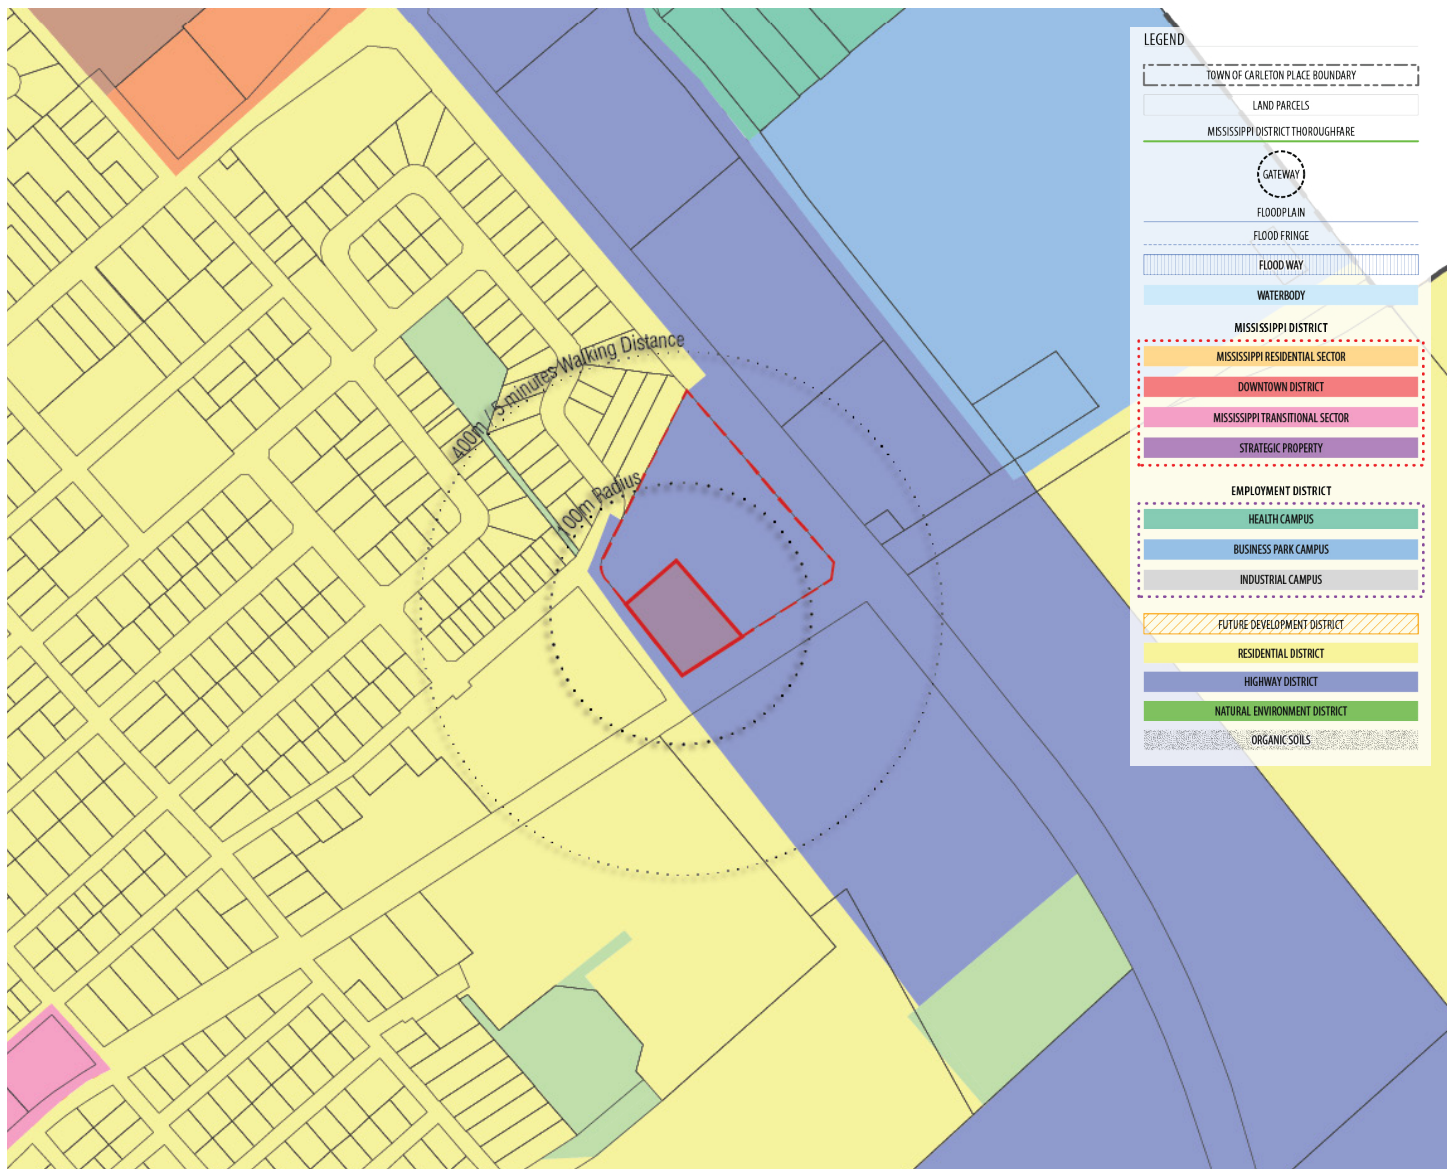 LEGEND
TOWN OF CARLETON PLACE BOUNDARY
LAND PARCELS
MISSISSIPPI DISTRICT THOROUGHFARE
GATEWAY
FLOODPLAIN
FLOOD FRINGE
FLOOD WAY
WATERBODY
MISSISSIPPI DISTRICT
MISSISSIPPI RESIDENTIAL SECTOR
DOWNTOWN DISTRICT
MISSISSIPPI TRANSITIONAL SECTOR
STRATEGIC PROPERTY
EMPLOYMENT DISTRICT
HEALTH CAMPUS
BUSINESS PARK CAMPUS
INDUSTRIAL CAMPUS
FUTURE DEVELOPMENT DISTRICT
RESIDENTIAL DISTRICT
HIGHWAY DISTRICT
NATURAL ENVIRONMENT DISTRICT
ORGANIC SOILS
400m / 5 minutes Walking Distance
100m Radius